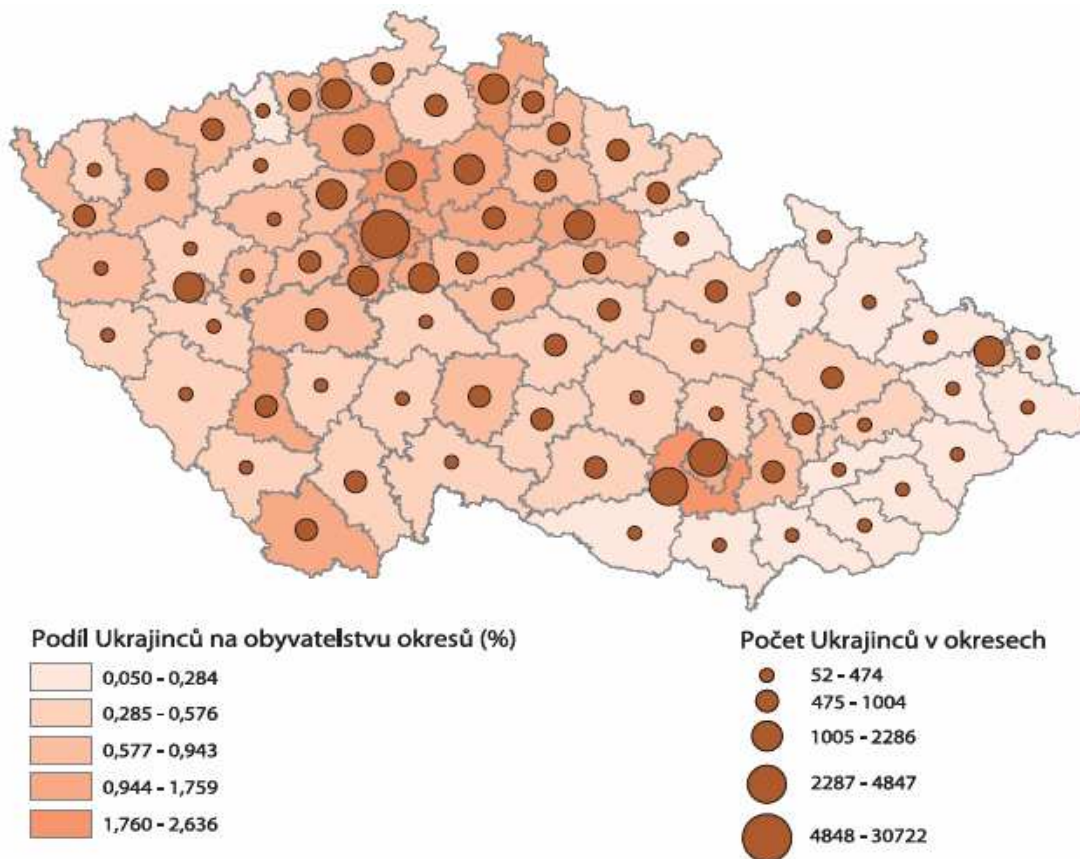 Podíl Ukrajinců na obyvatelstvu okresů (%)
0,050 - 0,284
0,285 - 0,576
0,577 - 0,943
0,944 - 1,759
1,760 - 2,636
Počet Ukrajinců v okresech
52 - 474
475 - 1004
1005 - 2286
2287 - 4847
4848 - 30722